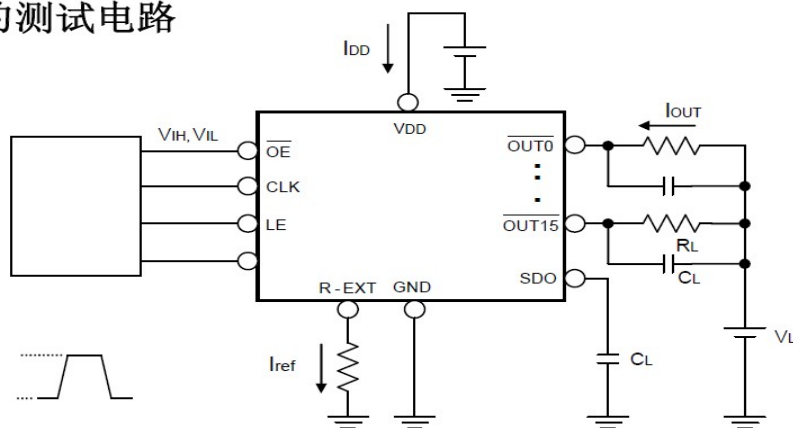 的测试电路
IDD
VIH, VIL
VDD
IOUT
OE
OUT0
CLK
LE
OUT15
RL
CL
SDO
R-EXT GND
VL
Iref
CL